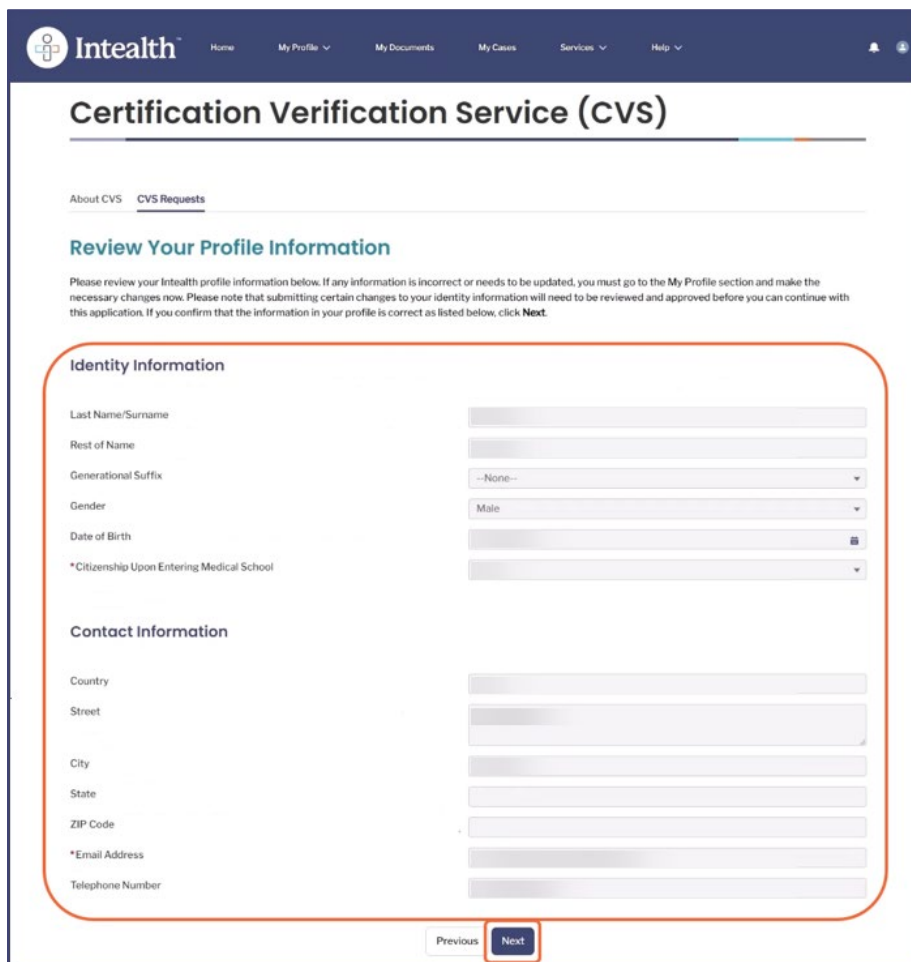 Intealth™
Home My Profile My Documents My Cases Services Help
Certification Verification Service (CVS)
About CVS CVS Requests
Review Your Profile Information
Please review your Intealth profile information below. If any information is incorrect or needs to be updated, you must go to the My Profile section and make the
necessary changes now. Please note that submitting certain changes to your identity information will need to be reviewed and approved before you can continue with
this application. If you confirm that the information in your profile is correct as listed below, click Next.
Identity Information
Last Name/Surname
Rest of Name
Generational Suffix --None--
Gender Male
Date of Birth
*Citizenship Upon Entering Medical School
Contact Information
Country
Street
City
State
ZIP Code
*Email Address
Telephone Number
Previous Next